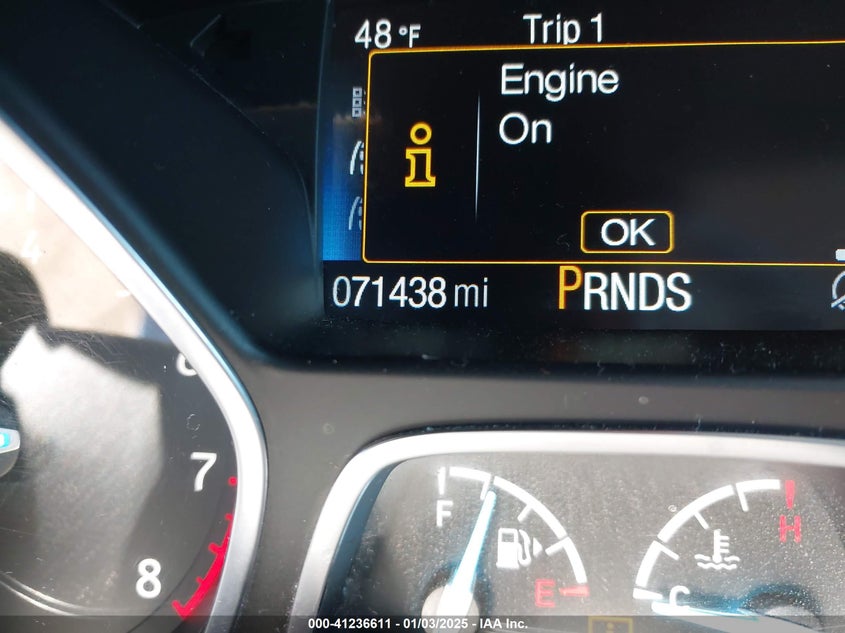 48 °F Trip 1
Engine
On
OK
071438 mi PRNDS
6
7
8
F
E
H
C
000-41236611 - 01/03/2025 - IAA Inc.